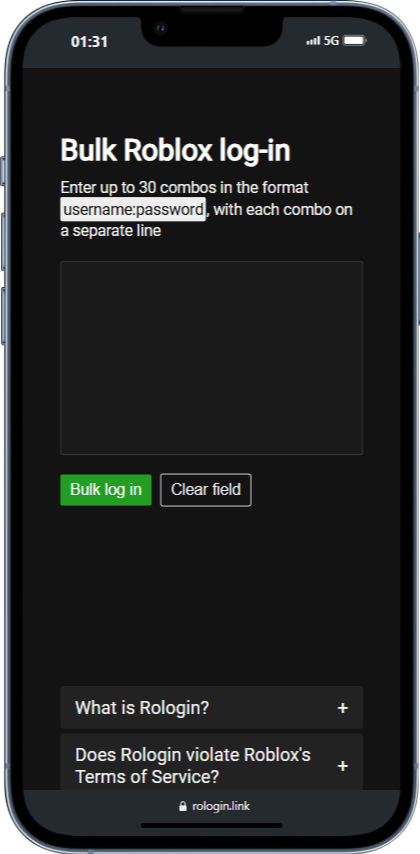 01:31
5G
Bulk Roblox log-in
Enter up to 30 combos in the format
username:password, with each combo on
a separate line
Bulk log in
Clear field
What is Rologin?
+
Does Rologin violate Roblox's
+
Terms of Service?
rologin.link